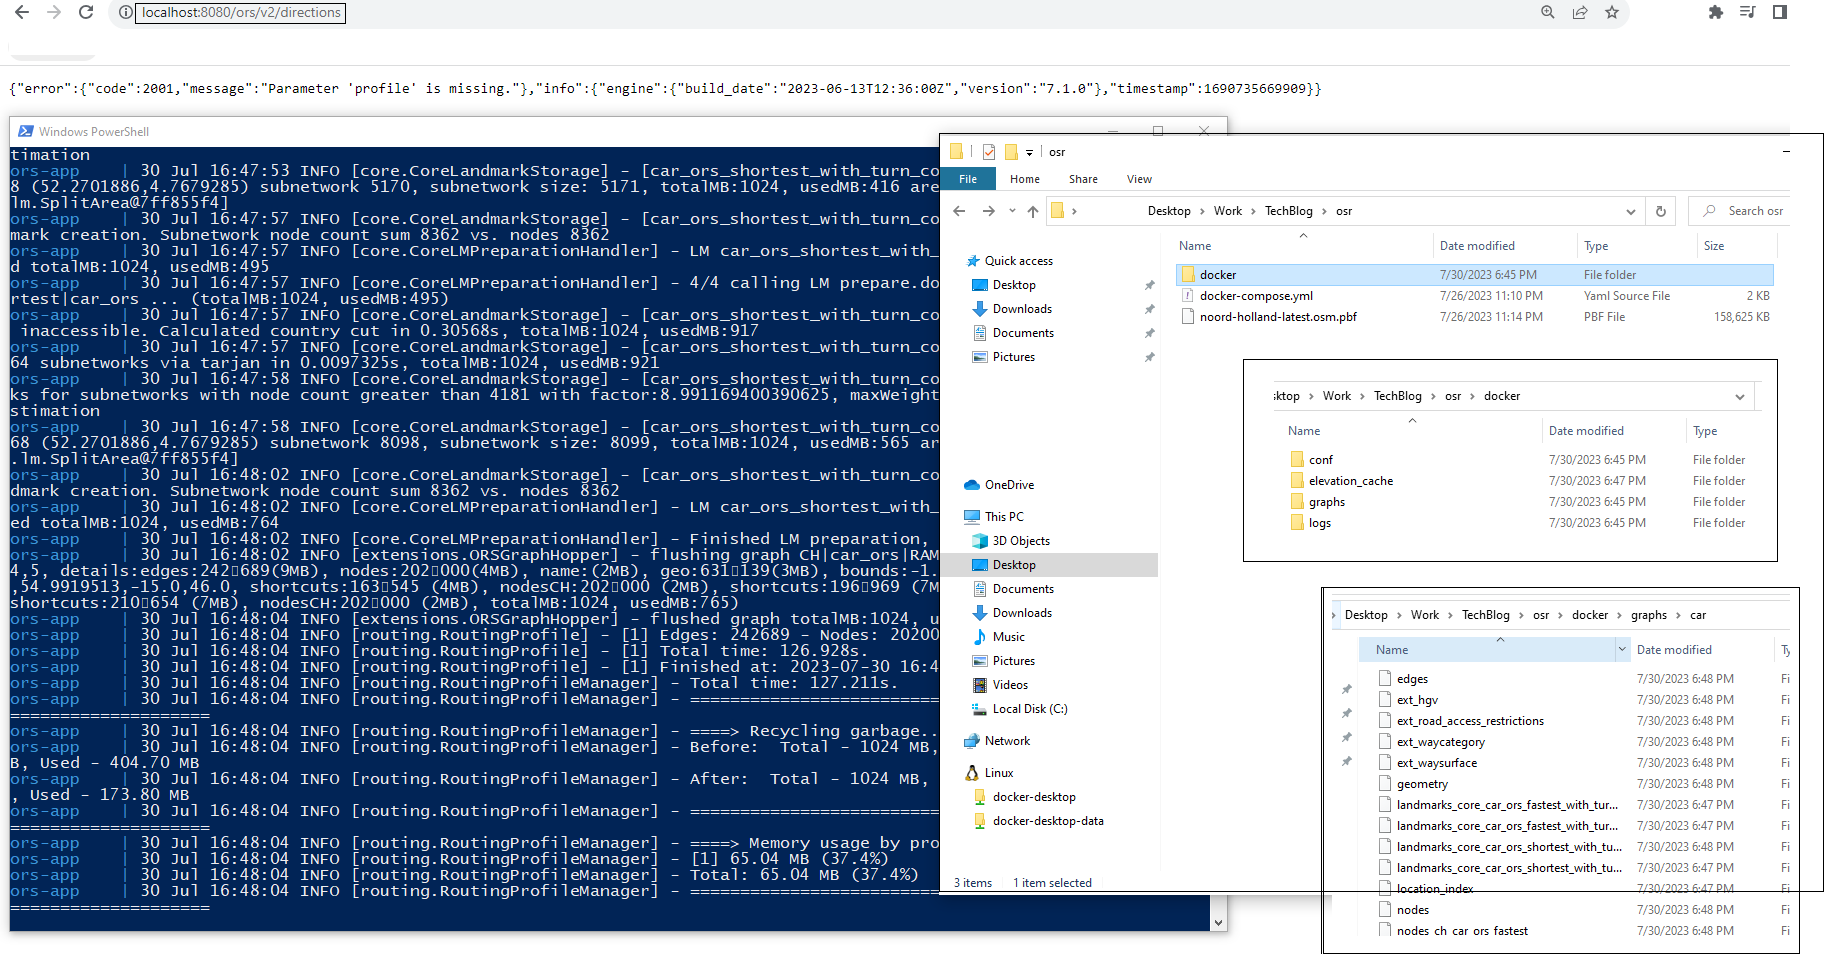 localhost:8080/ors/v2/directions
{"error":{"code":2001,"message":"Parameter 'profile' is missing."},"info":{"engine":{"build_date":"2023-06-13T12:36:00Z","version":"7.1.0"},"timestamp":1690735669909}}
Windows PowerShell
timation
ors-app    | 30 Jul 16:47:53 INFO [core.CoreLandmarkStorage] - [car_ors_shortest_with_turn_co
8 (52.2701886,4.7679285) subnetwork 5170, subnetwork size: 5171, totalMB:1024, usedMB:416 are
lm.SplitArea@7ff855f4]
ors-app    | 30 Jul 16:47:57 INFO [core.CoreLandmarkStorage] - [car_ors_shortest_with_turn_co
mark creation. Subnetwork node count sum 8362 vs. nodes 8362
ors-app    | 30 Jul 16:47:57 INFO [core.CoreLMPreparationHandler] - LM car_ors_shortest_with_
d totalMB:1024, usedMB:495
ors-app    | 30 Jul 16:47:57 INFO [core.CoreLMPreparationHandler] - 4/4 calling LM prepare.do
rtest|car_ors ... (totalMB:1024, usedMB:495)
ors-app    | 30 Jul 16:47:57 INFO [core.CoreLandmarkStorage] - [car_ors_shortest_with_turn_co
inaccessible. Calculated country cut in 0.30568s, totalMB:1024, usedMB:917
ors-app    | 30 Jul 16:47:57 INFO [core.CoreLandmarkStorage] - [car_ors_shortest_with_turn_co
64 subnetworks via tarjan in 0.0097325s, totalMB:1024, usedMB:921
ors-app    | 30 Jul 16:47:58 INFO [core.CoreLandmarkStorage] - [car_ors_shortest_with_turn_co
ks for subnetworks with node count greater than 4181 with factor:8.991169400390625, maxWeight
stimation
ors-app    | 30 Jul 16:47:58 INFO [core.CoreLandmarkStorage] - [car_ors_shortest_with_turn_co
68 (52.2701886,4.7679285) subnetwork 8098, subnetwork size: 8099, totalMB:1024, usedMB:565 ar
.lm.SplitArea@7ff855f4]
ors-app    | 30 Jul 16:48:02 INFO [core.CoreLandmarkStorage] - [car_ors_shortest_with_turn_co
dmark creation. Subnetwork node count sum 8362 vs. nodes 8362
ors-app    | 30 Jul 16:48:02 INFO [core.CoreLMPreparationHandler] - LM car_ors_shortest_with_
ed totalMB:1024, usedMB:764
ors-app    | 30 Jul 16:48:02 INFO [core.CoreLMPreparationHandler] - Finished LM preparation,
ors-app    | 30 Jul 16:48:02 INFO [extensions.ORSGraphHopper] - flushing graph CH|car_ors|RAM
4,5, details:edges:242▯689(9MB), nodes:202▯000(4MB), name:(2MB), geo:631▯139(3MB), bounds:-1.
,54.9919513,-15.0,46.0, shortcuts:163▯545 (4MB), nodesCH:202▯000 (2MB), shortcuts:196▯969 (7M
shortcuts:210▯654 (7MB), nodesCH:202▯000 (2MB), totalMB:1024, usedMB:765)
ors-app    | 30 Jul 16:48:04 INFO [extensions.ORSGraphHopper] - flushed graph totalMB:1024, u
ors-app    | 30 Jul 16:48:04 INFO [routing.RoutingProfile] - [1] Edges: 242689 - Nodes: 20200
ors-app    | 30 Jul 16:48:04 INFO [routing.RoutingProfile] - [1] Total time: 126.928s.
ors-app    | 30 Jul 16:48:04 INFO [routing.RoutingProfile] - [1] Finished at: 2023-07-30 16:4
ors-app    | 30 Jul 16:48:04 INFO [routing.RoutingProfileManager] - Total time: 127.211s.
ors-app    | 30 Jul 16:48:04 INFO [routing.RoutingProfileManager] - =========================
====================
ors-app    | 30 Jul 16:48:04 INFO [routing.RoutingProfileManager] - ====> Recycling garbage..
ors-app    | 30 Jul 16:48:04 INFO [routing.RoutingProfileManager] - Before:  Total - 1024 MB,
B, Used - 404.70 MB
ors-app    | 30 Jul 16:48:04 INFO [routing.RoutingProfileManager] - After:  Total - 1024 MB,
, Used - 173.80 MB
ors-app    | 30 Jul 16:48:04 INFO [routing.RoutingProfileManager] - =========================
====================
ors-app    | 30 Jul 16:48:04 INFO [routing.RoutingProfileManager] - ====> Memory usage by pro
ors-app    | 30 Jul 16:48:04 INFO [routing.RoutingProfileManager] - [1] 65.04 MB (37.4%)
ors-app    | 30 Jul 16:48:04 INFO [routing.RoutingProfileManager] - Total: 65.04 MB (37.4%)
ors-app    | 30 Jul 16:48:04 INFO [routing.RoutingProfileManager] - =========================
====================
osr
File Home Share View
Desktop > Work > TechBlog > osr
Search osr
Name Date modified Type Size
docker 7/30/2023 6:45 PM File folder
docker-compose.yml 7/26/2023 11:10 PM Yaml Source File 2 KB
noord-holland-latest.osm.pbf 7/26/2023 11:14 PM PBF File 158,625 KB
Quick access
Desktop
Downloads
Documents
Pictures
OneDrive
This PC
3D Objects
Desktop
Documents
Downloads
Music
Pictures
Videos
Local Disk (C:)
Network
Linux
docker-desktop
docker-desktop-data
3 items 1 item selected
sktop > Work > TechBlog > osr > docker
Name Date modified Type
conf 7/30/2023 6:45 PM File folder
elevation_cache 7/30/2023 6:47 PM File folder
graphs 7/30/2023 6:45 PM File folder
logs 7/30/2023 6:45 PM File folder
> Desktop > Work > TechBlog > osr > docker > graphs > car
Name Date modified Ty
edges 7/30/2023 6:48 PM Fi
ext_hgv 7/30/2023 6:48 PM Fi
ext_road_access_restrictions 7/30/2023 6:48 PM Fi
ext_waycategory 7/30/2023 6:48 PM Fi
ext_waysurface 7/30/2023 6:48 PM Fi
geometry 7/30/2023 6:48 PM Fi
landmarks_core_car_ors_fastest_with_tur... 7/30/2023 6:47 PM Fi
landmarks_core_car_ors_fastest_with_tur... 7/30/2023 6:47 PM Fi
landmarks_core_car_ors_shortest_with_tu... 7/30/2023 6:48 PM Fi
landmarks_core_car_ors_shortest_with_tu... 7/30/2023 6:47 PM Fi
location_index 7/30/2023 6:47 PM Fi
nodes 7/30/2023 6:48 PM Fi
nodes_ch_car_ors_fastest 7/30/2023 6:48 PM Fi